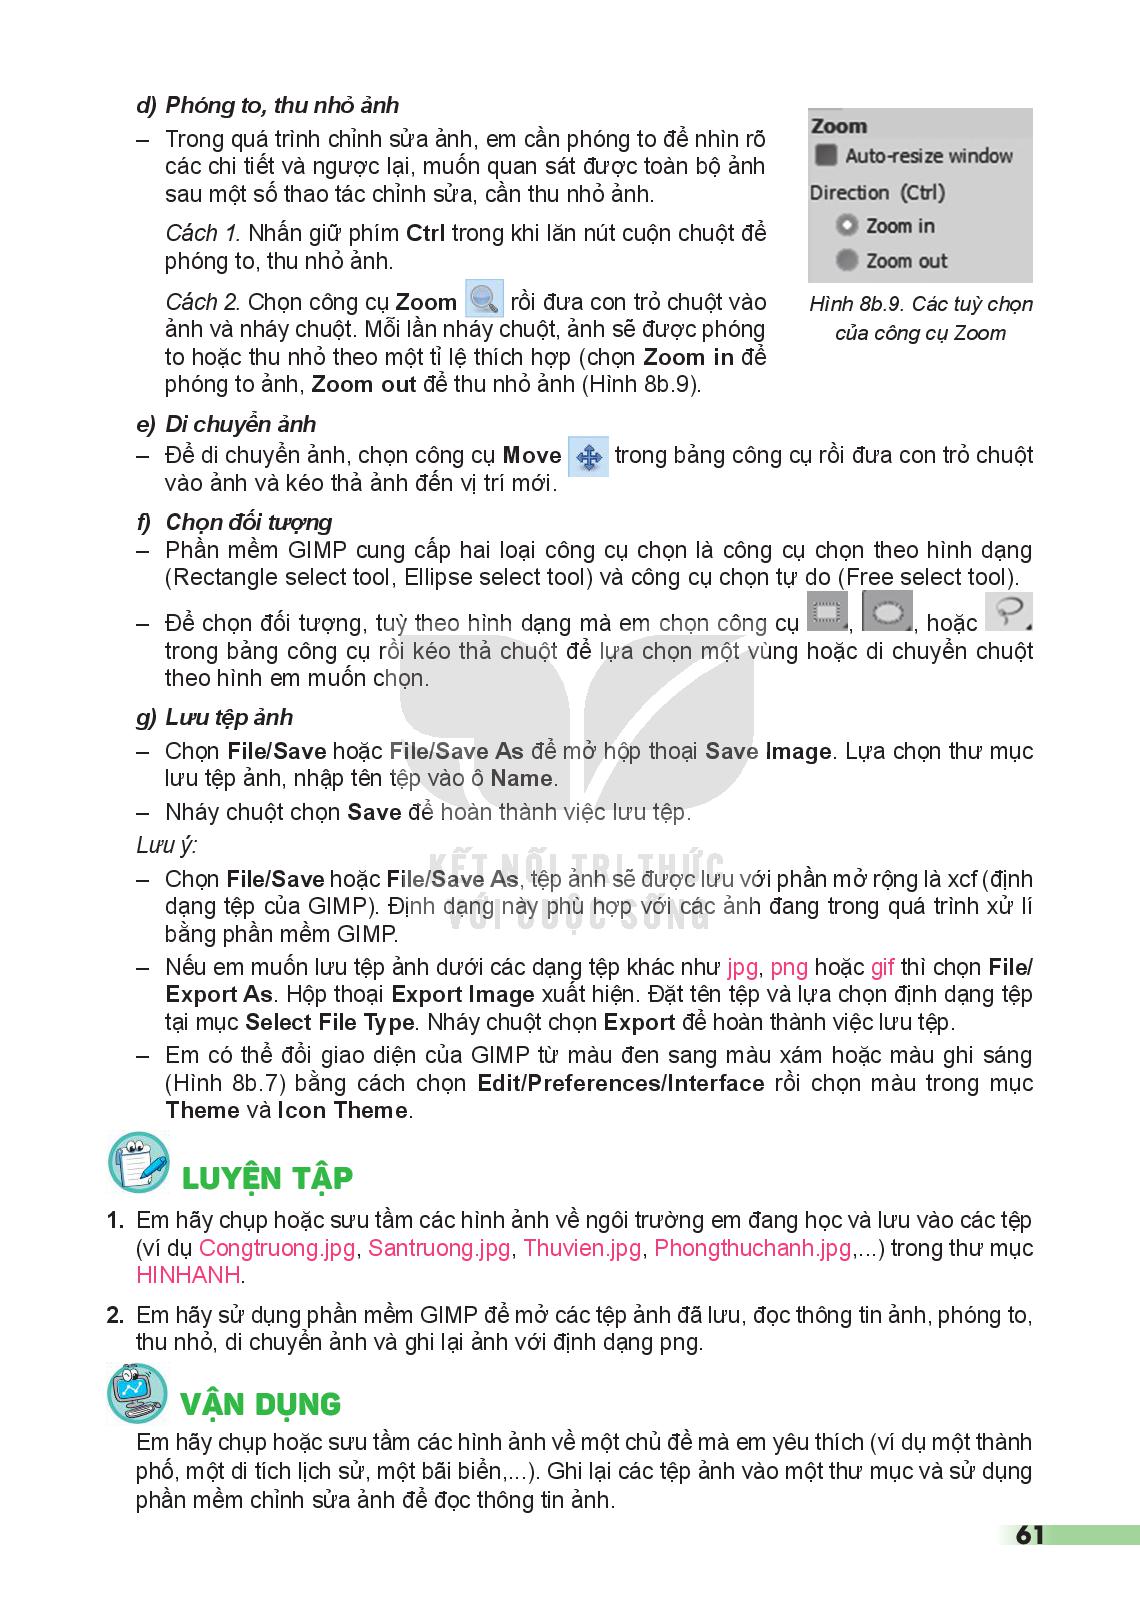 d) Phóng to, thu nhỏ ảnh
– Trong quá trình chỉnh sửa ảnh, em cần phóng to để nhìn rõ
các chi tiết và ngược lại, muốn quan sát được toàn bộ ảnh
sau một số thao tác chỉnh sửa, cần thu nhỏ ảnh.
Cách 1. Nhấn giữ phím Ctrl trong khi lăn nút cuộn chuột để
phóng to, thu nhỏ ảnh.
Cách 2. Chọn công cụ Zoom rồi đưa con trỏ chuột vào
ảnh và nháy chuột. Mỗi lần nháy chuột, ảnh sẽ được phóng
to hoặc thu nhỏ theo một tỉ lệ thích hợp (chọn Zoom in để
phóng to ảnh, Zoom out để thu nhỏ ảnh (Hình 8b.9).
Zoom
Auto-resize window
Direction (Ctrl)
Zoom in
Zoom out
Hình 8b.9. Các tuỳ chọn
của công cụ Zoom
e) Di chuyển ảnh
– Để di chuyển ảnh, chọn công cụ Move trong bảng công cụ rồi đưa con trỏ chuột
vào ảnh và kéo thả ảnh đến vị trí mới.
f) Chọn đối tượng
– Phần mềm GIMP cung cấp hai loại công cụ chọn là công cụ chọn theo hình dạng
(Rectangle select tool, Ellipse select tool) và công cụ chọn tự do (Free select tool).
– Để chọn đối tượng, tuỳ theo hình dạng mà em chọn công cụ , , hoặc
trong bảng công cụ rồi kéo thả chuột để lựa chọn một vùng hoặc di chuyển chuột
theo hình em muốn chọn.
g) Lưu tệp ảnh
– Chọn File/Save hoặc File/Save As để mở hộp thoại Save Image. Lựa chọn thư mục
lưu tệp ảnh, nhập tên tệp vào ô Name.
– Nháy chuột chọn Save để hoàn thành việc lưu tệp.
Lưu ý:
KẾT NỐI TRI THỨC
VỚI CUỘC SỐNG
– Chọn File/Save hoặc File/Save As, tệp ảnh sẽ được lưu với phần mở rộng là xcf (định
dạng tệp của GIMP). Định dạng này phù hợp với các ảnh đang trong quá trình xử lí
bằng phần mềm GIMP.
– Nếu em muốn lưu tệp ảnh dưới các dạng tệp khác như jpg, png hoặc gif thì chọn File/
Export As. Hộp thoại Export Image xuất hiện. Đặt tên tệp và lựa chọn định dạng tệp
tại mục Select File Type. Nháy chuột chọn Export để hoàn thành việc lưu tệp.
– Em có thể đổi giao diện của GIMP từ màu đen sang màu xám hoặc màu ghi sáng
(Hình 8b.7) bằng cách chọn Edit/Preferences/Interface rồi chọn màu trong mục
Theme và Icon Theme.
LUYỆN TẬP
1. Em hãy chụp hoặc sưu tầm các hình ảnh về ngôi trường em đang học và lưu vào các tệp
(ví dụ Congtruong.jpg, Santruong.jpg, Thuvien.jpg, Phongthuchanh.jpg,...) trong thư mục
HINHANH.
2. Em hãy sử dụng phần mềm GIMP để mở các tệp ảnh đã lưu, đọc thông tin ảnh, phóng to,
thu nhỏ, di chuyển ảnh và ghi lại ảnh với định dạng png.
VẬN DỤNG
Em hãy chụp hoặc sưu tầm các hình ảnh về một chủ đề mà em yêu thích (ví dụ một thành
phố, một di tích lịch sử, một bãi biển,...). Ghi lại các tệp ảnh vào một thư mục và sử dụng
phần mềm chỉnh sửa ảnh để đọc thông tin ảnh.
61